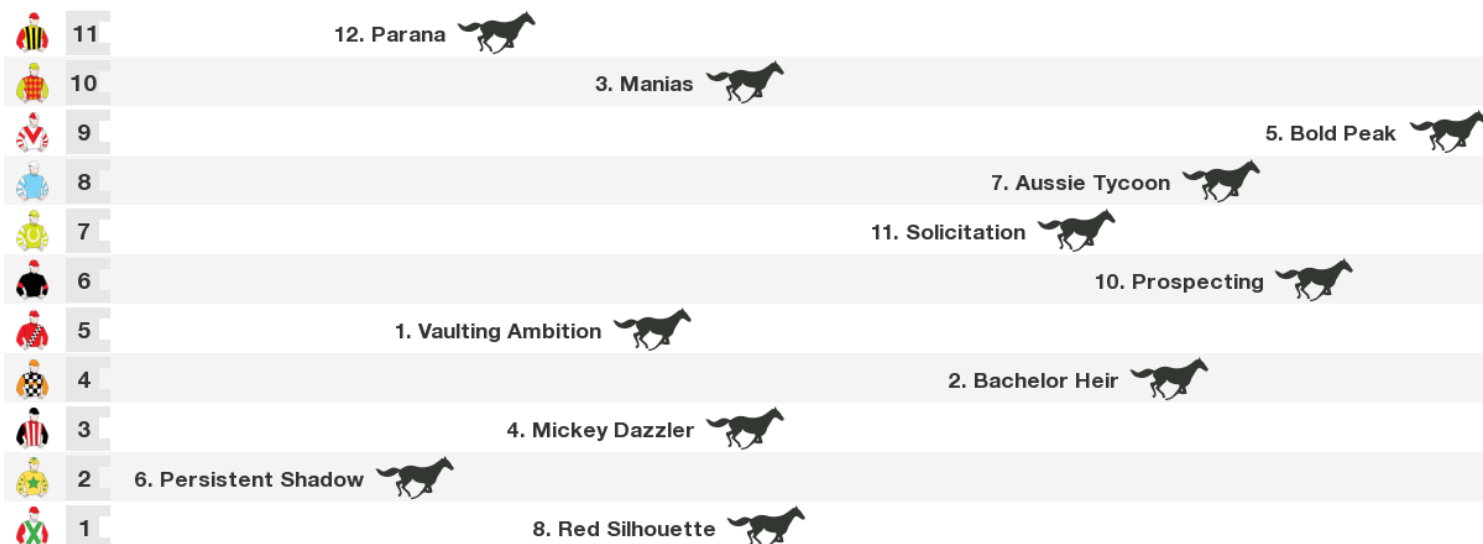 11 12. Parana
10 3. Manias
9 5. Bold Peak
8 7. Aussie Tycoon
7 11. Solicitation
6 10. Prospecting
5 1. Vaulting Ambition
4 2. Bachelor Heir
3 4. Mickey Dazzler
2 6. Persistent Shadow
1 8. Red Silhouette